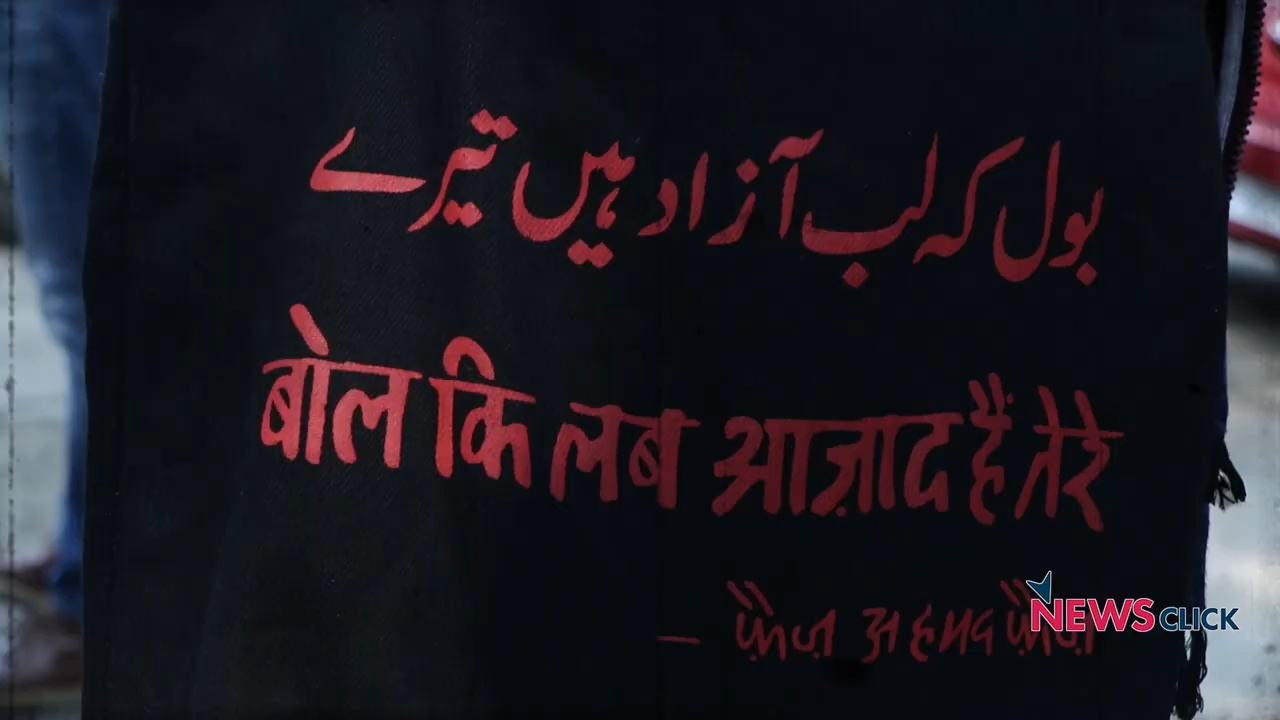 بول کہ لب آزاد ہیں تیرے
बोल कि लब आज़ाद हैं तेरे
— फ़ैज़ अहमद फ़ैज़
NEWSCLICK